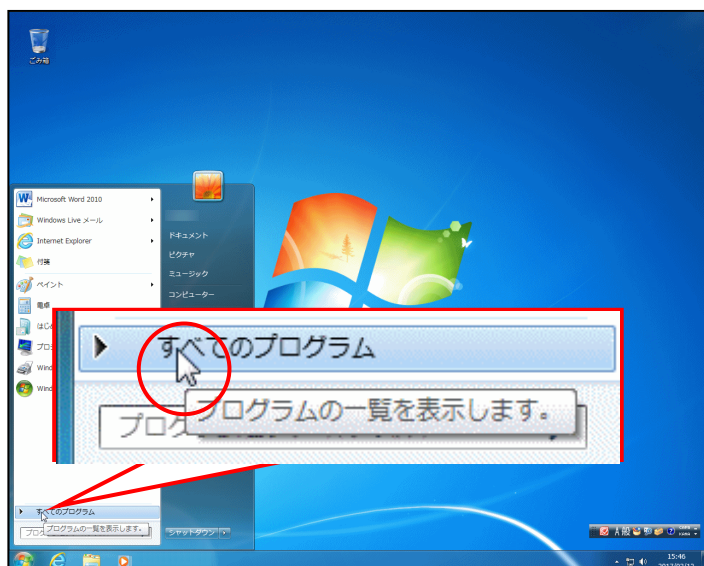 ごみ箱
Microsoft Word 2010
Windows Live メール
Internet Explorer
付箋
ペイント
電卓
ドキュメント
ピクチャ
ミュージック
コンピューター
すべてのプログラム
プログラムの一覧を表示します。
すべてのプログラム
プログラムの一覧を表示します。
シャットダウン
A 般
CAPS
KANA
15:46